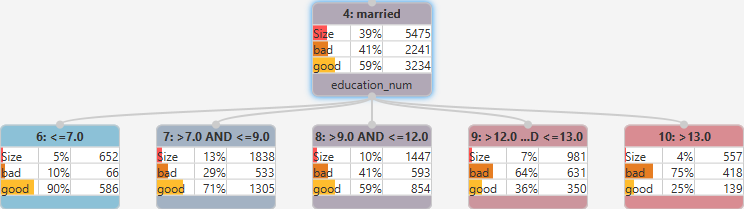 4: married
Size 39% 5475
bad 41% 2241
good 59% 3234
education_num
6: <=7.0
Size 5% 652
bad 10% 66
good 90% 586
7: >7.0 AND <=9.0
Size 13% 1838
bad 29% 533
good 71% 1305
8: >9.0 AND <=12.0
Size 10% 1447
bad 41% 593
good 59% 854
9: >12.0 ...D <=13.0
Size 7% 981
bad 64% 631
good 36% 350
10: >13.0
Size 4% 557
bad 75% 418
good 25% 139